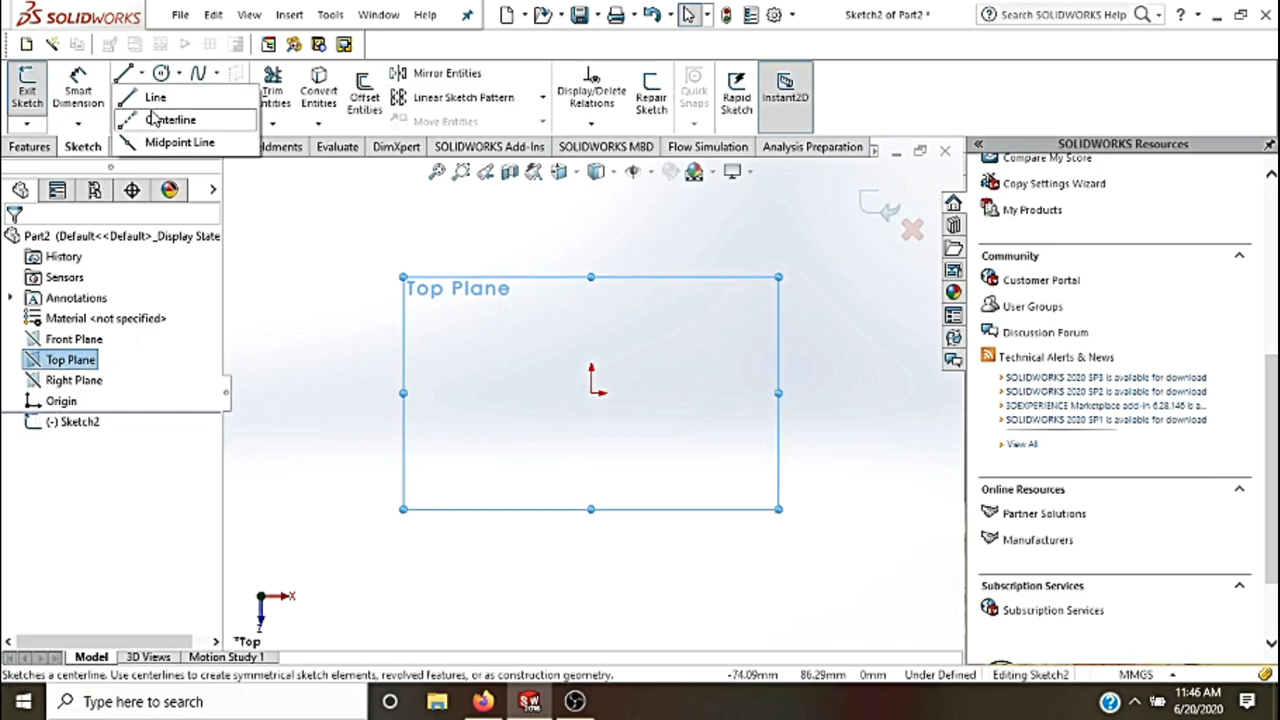 SOLIDWORKS
File Edit View Insert Tools Window Help
Sketch2 of Part2 *
Search SOLIDWORKS Help
?
Exit Sketch
Smart Dimension
Line
Centerline
Midpoint Line
Trim Entities
Convert Entities
Offset Entities
Mirror Entities
Linear Sketch Pattern
Move Entities
Display/Delete Relations
Repair Sketch
Quick Snaps
Rapid Sketch
Instant2D
Features Sketch Evaluate DimXpert SOLIDWORKS Add-Ins SOLIDWORKS MBD Flow Simulation Analysis Preparation
SOLIDWORKS Resources
Compare My Score
Copy Settings Wizard
My Products
Community
Customer Portal
User Groups
Discussion Forum
Technical Alerts & News
SOLIDWORKS 2020 SP3 is available for download
SOLIDWORKS 2020 SP2 is available for download
3DEXPERIENCE Marketplace add-in 6.28.146 is a...
SOLIDWORKS 2020 SP1 is available for download
View All
Online Resources
Partner Solutions
Manufacturers
Subscription Services
Subscription Services
Part2 (Default<<Default>_Display State
History
Sensors
Annotations
Material <not specified>
Front Plane
Top Plane
Right Plane
Origin
(-) Sketch2
Top Plane
X
Z
*Top
Model 3D Views Motion Study 1
Sketches a centerline. Use centerlines to create symmetrical sketch elements, revolved features, or as construction geometry.
-74.09mm 86.29mm 0mm Under Defined Editing Sketch2 MMGS
Type here to search
11:46 AM
6/20/2020